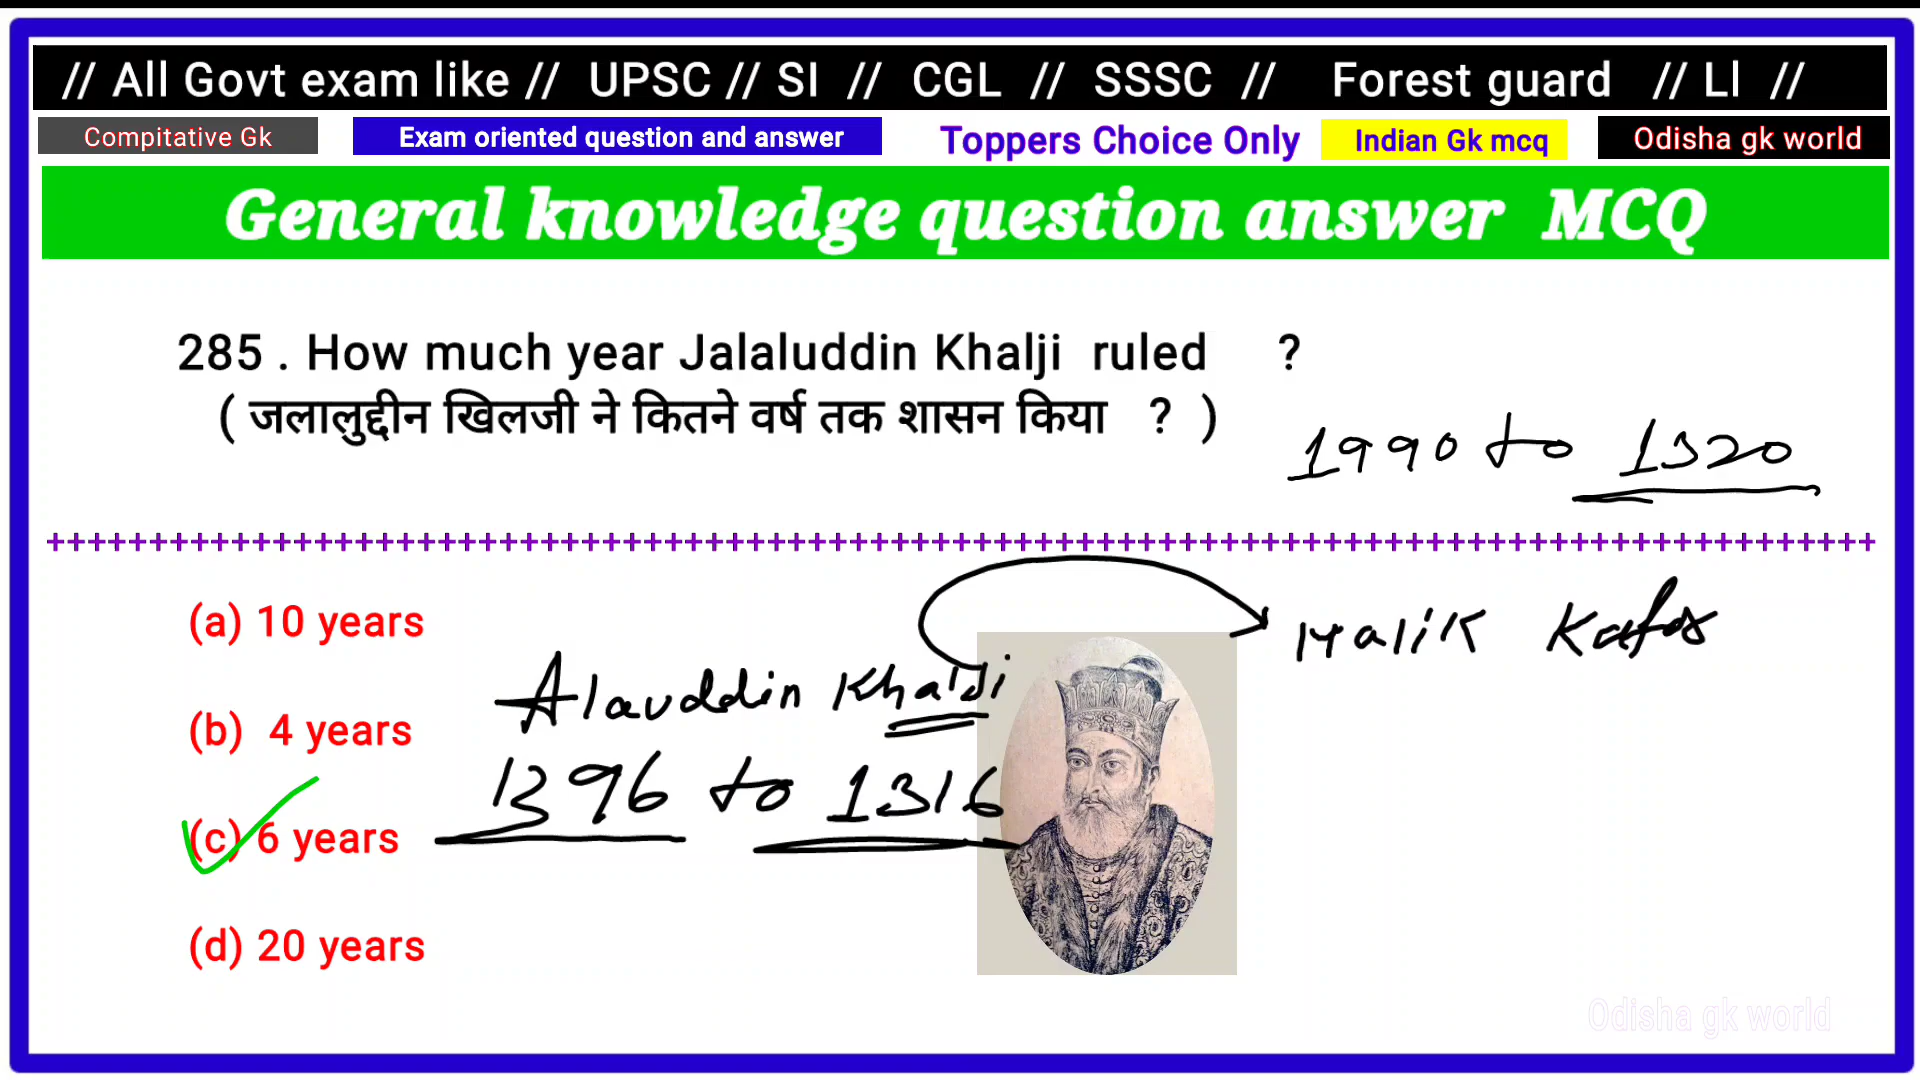 // All Govt exam like // UPSC // SI // CGL // SSSC // Forest guard // Ll //
Compitative Gk Exam oriented question and answer Toppers Choice Only Indian Gk mcq Odisha gk world
General knowledge question answer MCQ
285 . How much year Jalaluddin Khalji ruled ?
( जलालुद्दीन खिलजी ने कितने वर्ष तक शासन किया ? )
1990 to 1320
(a) 10 years
Malik Kafor
Alauddin Khalji
(b) 4 years
1396 to 1316
(c) 6 years
(d) 20 years
Odisha gk world